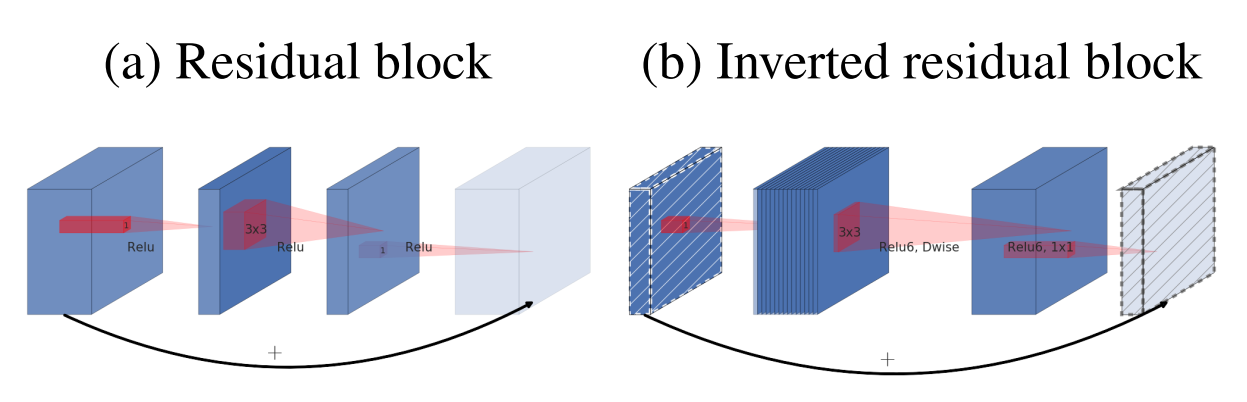 (a) Residual block
(b) Inverted residual block
1
Relu
3x3
Relu
1
Relu
+
1
3x3
Relu6, Dwise
Relu6, 1x1
+